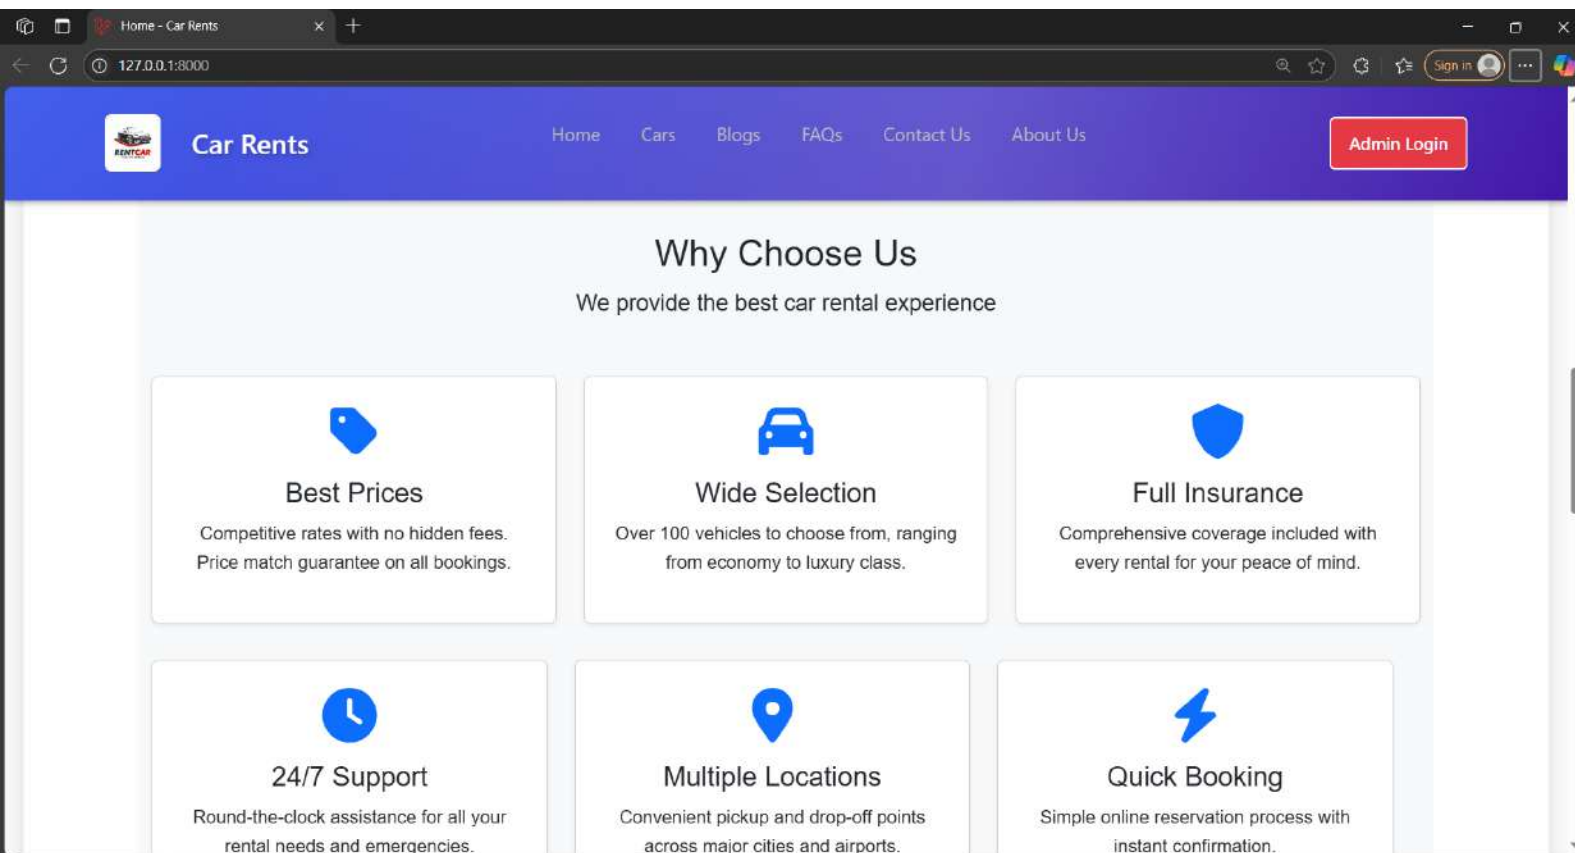 Home - Car Rents
127.0.0.1:8000
Sign in
RENTCAR
Car Rents
Home Cars Blogs FAQs Contact Us About Us
Admin Login
Why Choose Us
We provide the best car rental experience
Best Prices
Competitive rates with no hidden fees.
Price match guarantee on all bookings.
Wide Selection
Over 100 vehicles to choose from, ranging
from economy to luxury class.
Full Insurance
Comprehensive coverage included with
every rental for your peace of mind.
24/7 Support
Round-the-clock assistance for all your
rental needs and emergencies.
Multiple Locations
Convenient pickup and drop-off points
across major cities and airports.
Quick Booking
Simple online reservation process with
instant confirmation.